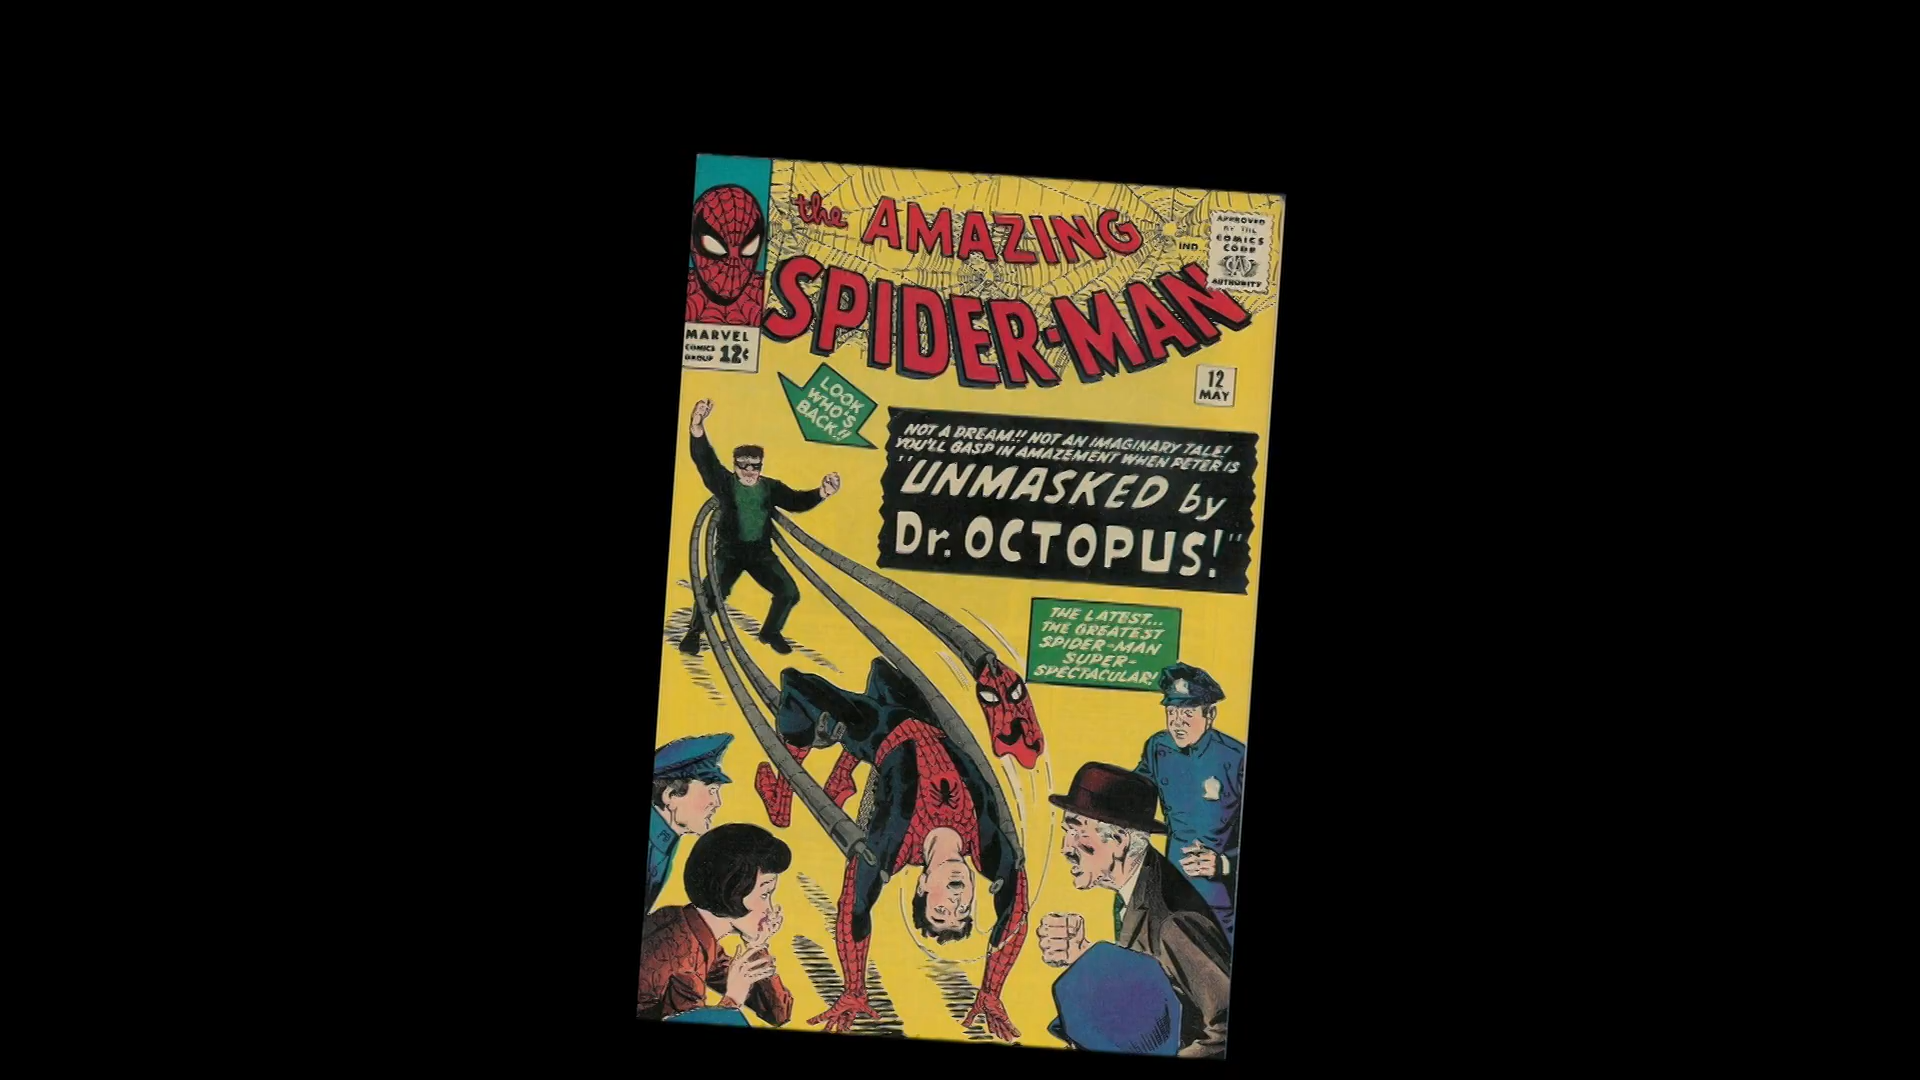 the AMAZING
SPIDER-MAN
IND.
APPROVED
BY THE
COMICS
CODE
AUTHORITY
MARVEL
COMICS
GROUP 12¢
12
MAY
LOOK
WHO'S
BACK!!
NOT A DREAM!! NOT AN IMAGINARY TALE!
YOU'LL GASP IN AMAZEMENT WHEN PETER IS
"UNMASKED by
Dr. OCTOPUS!"
THE LATEST...
THE GREATEST
SPIDER-MAN
SUPER-
SPECTACULAR!